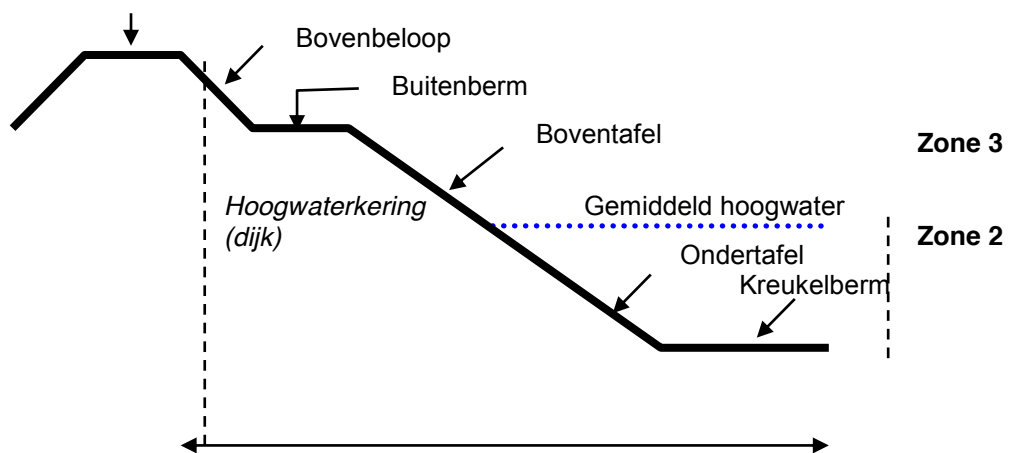 Bovenbeloop
Buitenberm
Boventafel
Zone 3
Hoogwaterkering
(dijk)
Gemiddeld hoogwater
Zone 2
Ondertafel
Kreukelberm